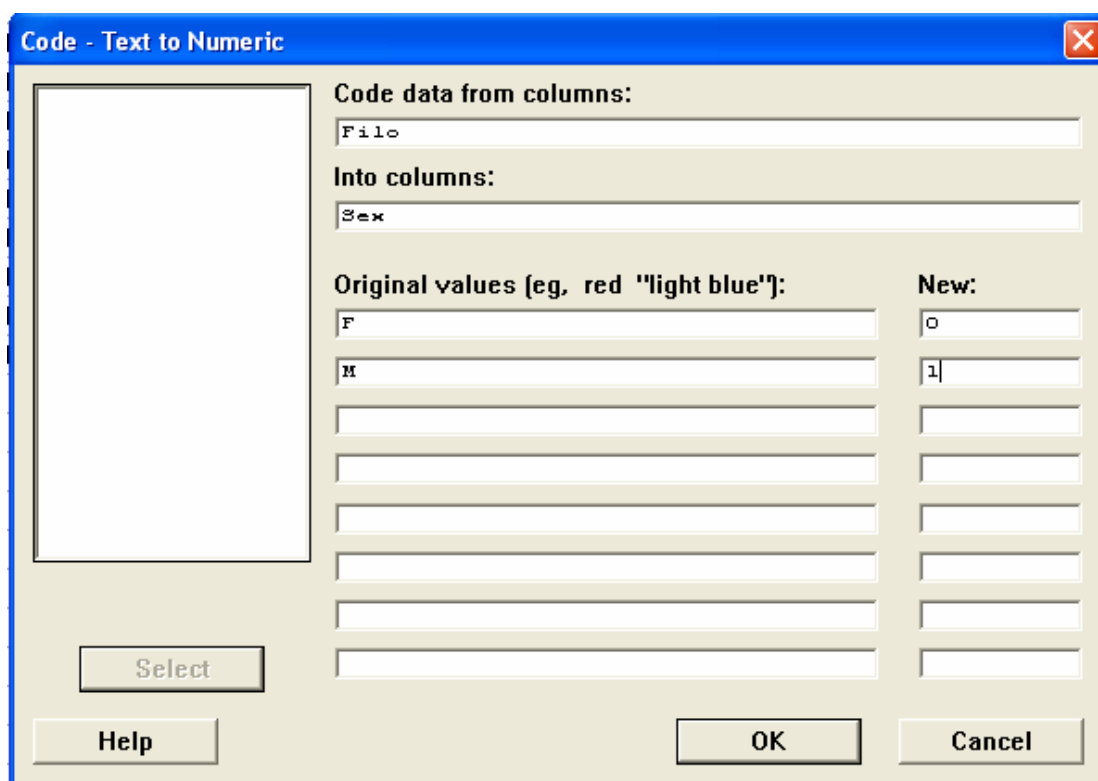 Code - Text to Numeric
Code data from columns:
Filo
Into columns:
Sex
Original values (eg, red "light blue"): New:
F 0
M 1
Select
Help OK Cancel